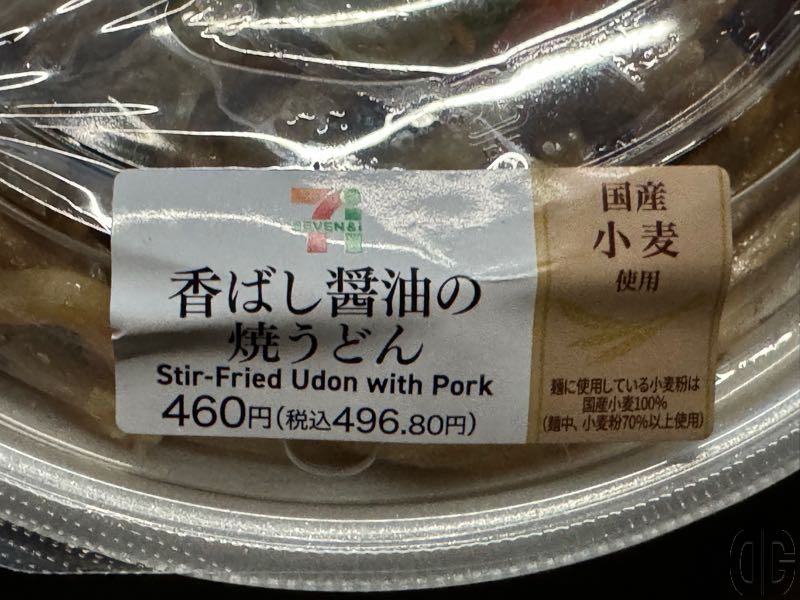 SEVEN&i
香ばし醤油の
焼うどん
Stir-Fried Udon with Pork
460円(税込496.80円)
国産
小麦
使用
麺に使用している小麦粉は
国産小麦100%
(麺中、小麦粉70%以上使用)
DG